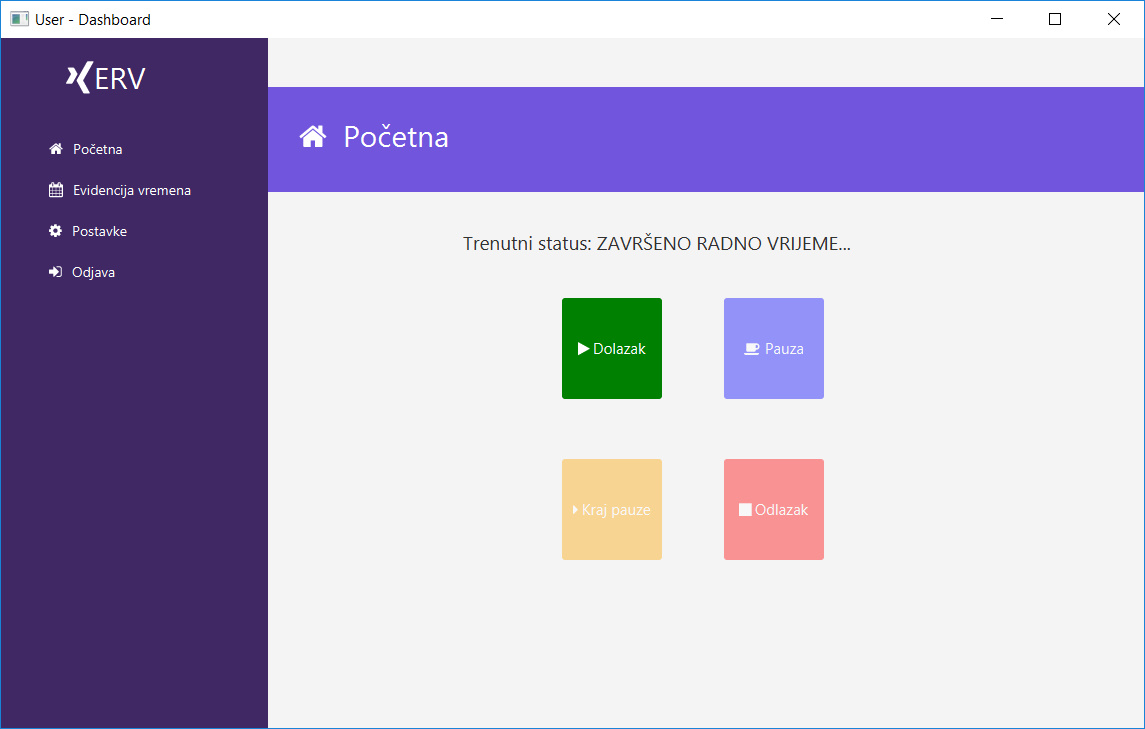 User - Dashboard
ERV
Početna
Evidencija vremena
Postavke
Odjava
Početna
Trenutni status: ZAVRŠENO RADNO VRIJEME...
Dolazak
Pauza
Kraj pauze
Odlazak